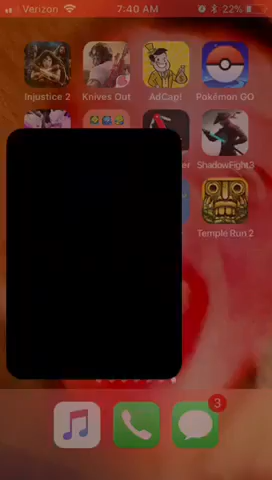 Verizon 7:40 AM 22%
Injustice 2 Knives Out AdCap! Pokémon GO
ShadowFight3
Temple Run 2
3